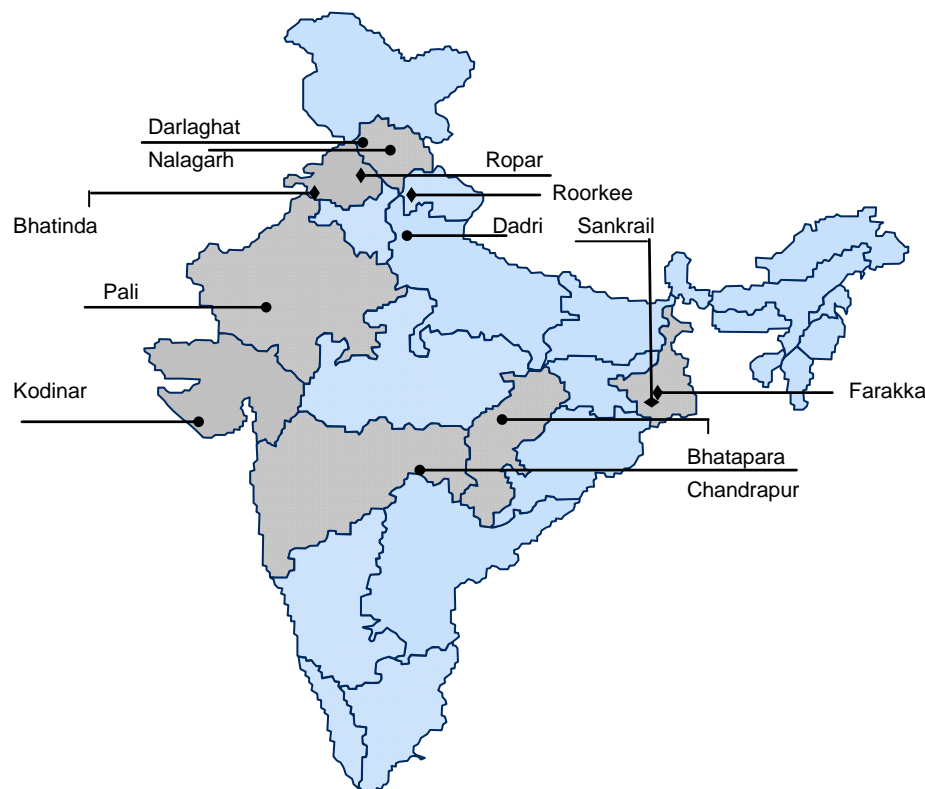 Darlaghat
Nalagarh
Ropar
Roorkee
Bhatinda
Dadri
Sankrail
Pali
Kodinar
Farakka
Bhatapara
Chandrapur